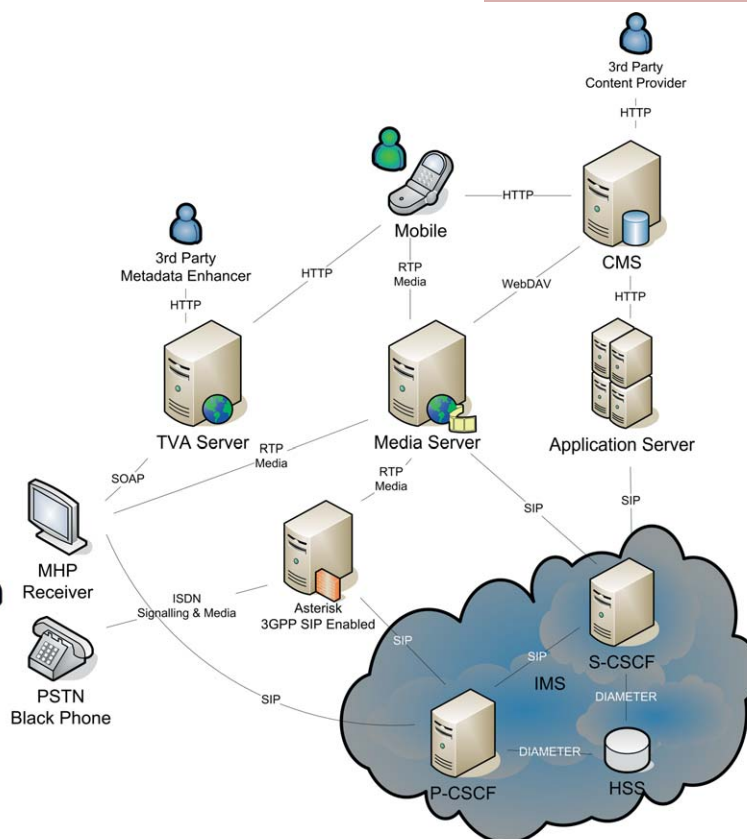 3rd Party
Content Provider
HTTP
HTTP
Mobile
CMS
3rd Party
Metadata Enhancer
HTTP
RTP
Media
WebDAV
HTTP
HTTP
TVA Server
Media Server
Application Server
RTP
Media
SOAP
RTP
Media
SIP
SIP
MHP
Receiver
ISDN
Signalling & Media
Asterisk
3GPP SIP Enabled
SIP
SIP
S-CSCF
IMS
PSTN
Black Phone
SIP
DIAMETER
DIAMETER
P-CSCF
HSS